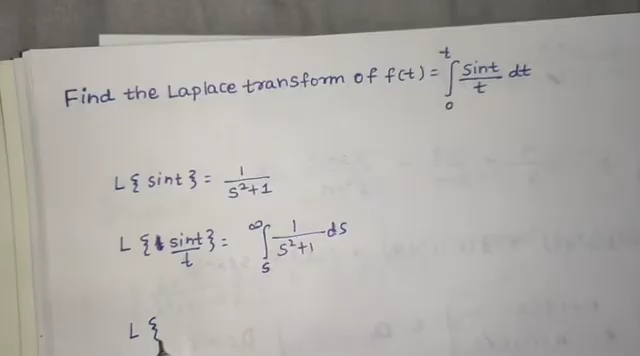 Find the Laplace transform of f(t) = ∫₀ᵗ sint/t dt
L{sint} = 1/s²+1
L{sint/t} = ∫ₛ^∞ 1/s²+1 ds
L{